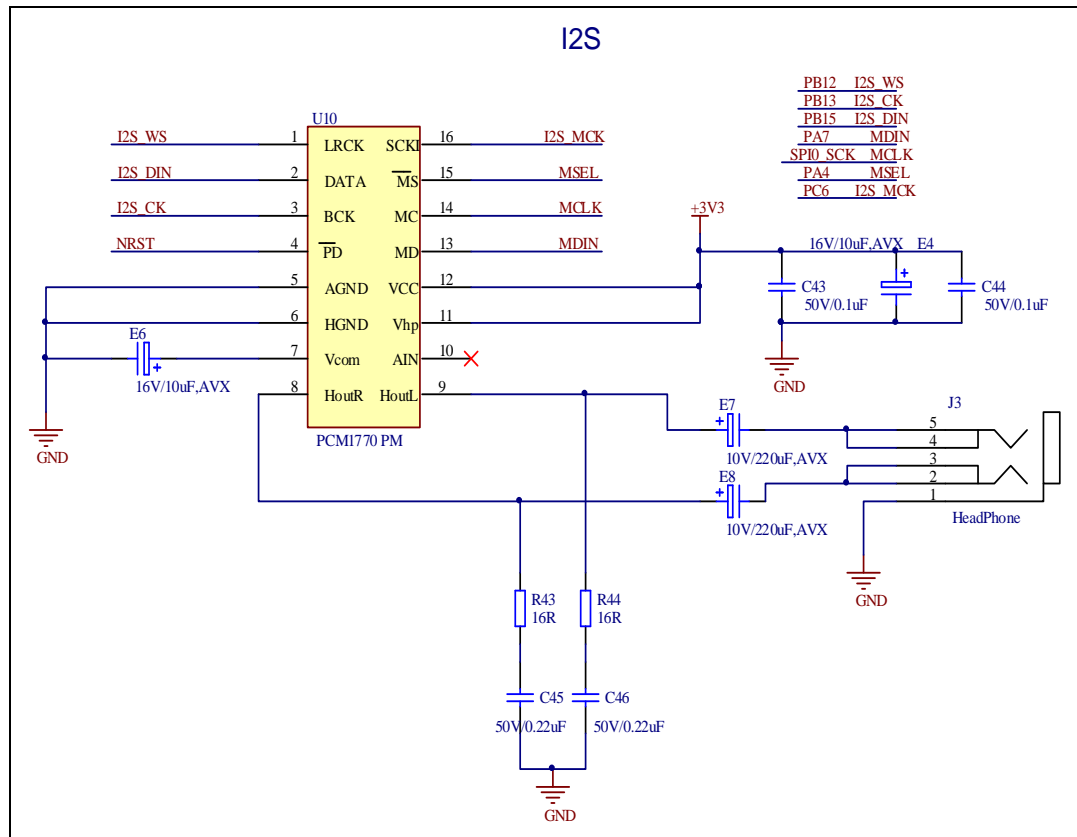 I2S
PB12 I2S_WS
PB13 I2S_CK
PB15 I2S_DIN
PA7 MDIN
SPI0_SCK MCLK
PA4 MSEL
PC6 I2S_MCK
U10
I2S_WS 1 LRCK SCKI 16 I2S_MCK
I2S_DIN 2 DATA MS 15 MSEL
I2S_CK 3 BCK MC 14 MCLK
NRST 4 PD MD 13 MDIN
5 AGND VCC 12
6 HGND Vhp 11
7 Vcom AIN 10
8 HoutR HoutL 9
PCM1770 PM
E6
16V/10uF,AVX
GND
+3V3
16V/10uF,AVX E4
C43
50V/0.1uF
+
C44
50V/0.1uF
GND
E7
+
10V/220uF,AVX
E8
+
10V/220uF,AVX
J3
5
4
3
2
1
HeadPhone
GND
R43
16R
R44
16R
C45
50V/0.22uF
C46
50V/0.22uF
GND